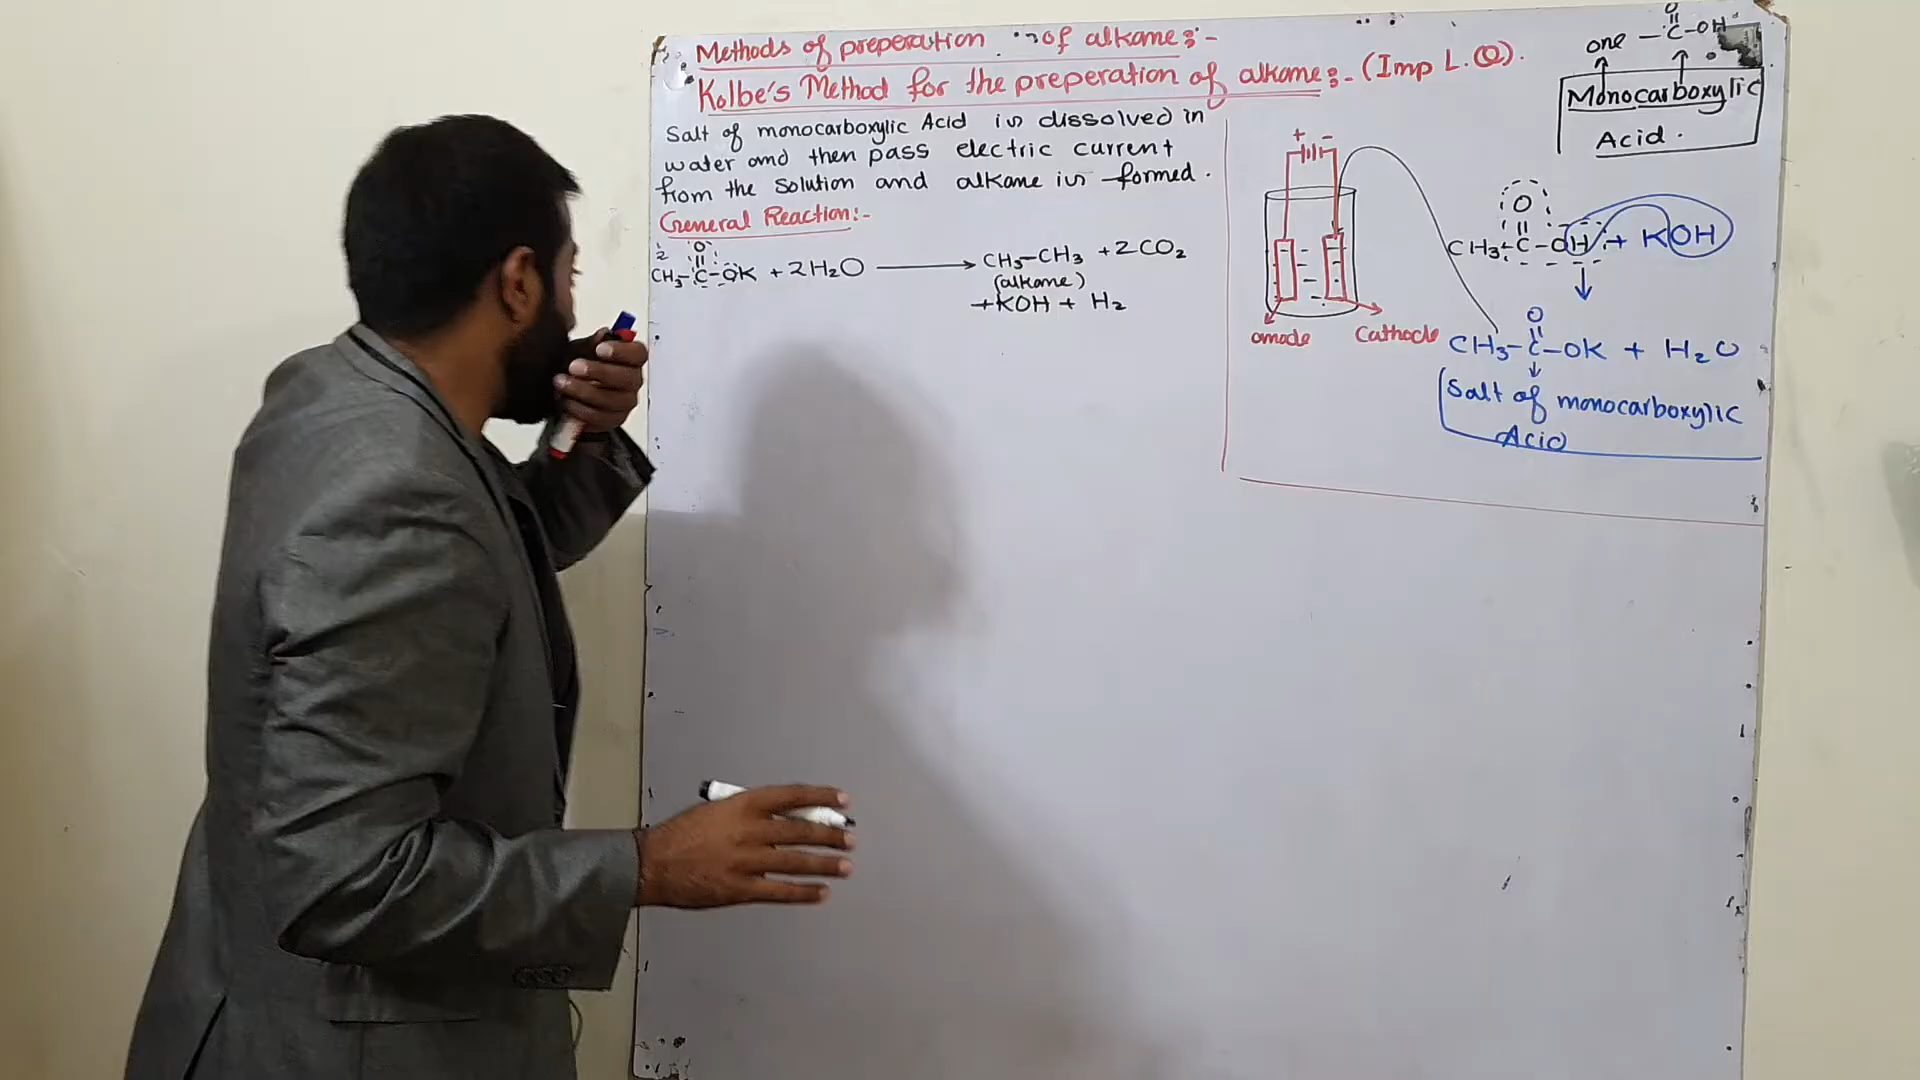 Methods of preperation of alkane:-
Kolbe's Method for the preperation of alkane:- (Imp L.Q).
Salt of monocarboxylic Acid is dissolved in
water and then pass electric current
from the solution and alkane is formed.
General Reaction:-
2
O
CH₃-C-OK + 2H₂O → CH₃-CH₃ + 2CO₂
(alkane)
+KOH + H₂
+ -
anode Cathode
O
one -C-OH
Monocarboxylic
Acid.
O
CH₃-C-OH + KOH
O
CH₃-C-OK + H₂O
Salt of monocarboxylic
Acid